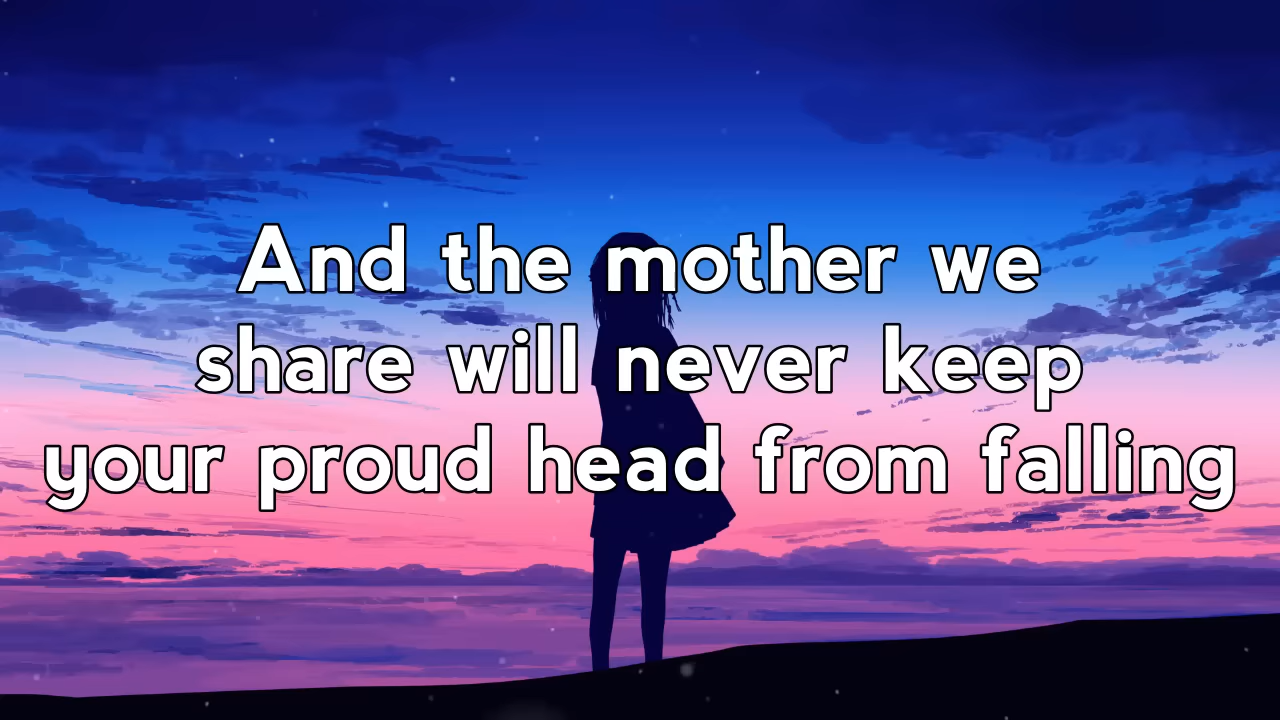 And the mother we
share will never keep
your proud head from falling